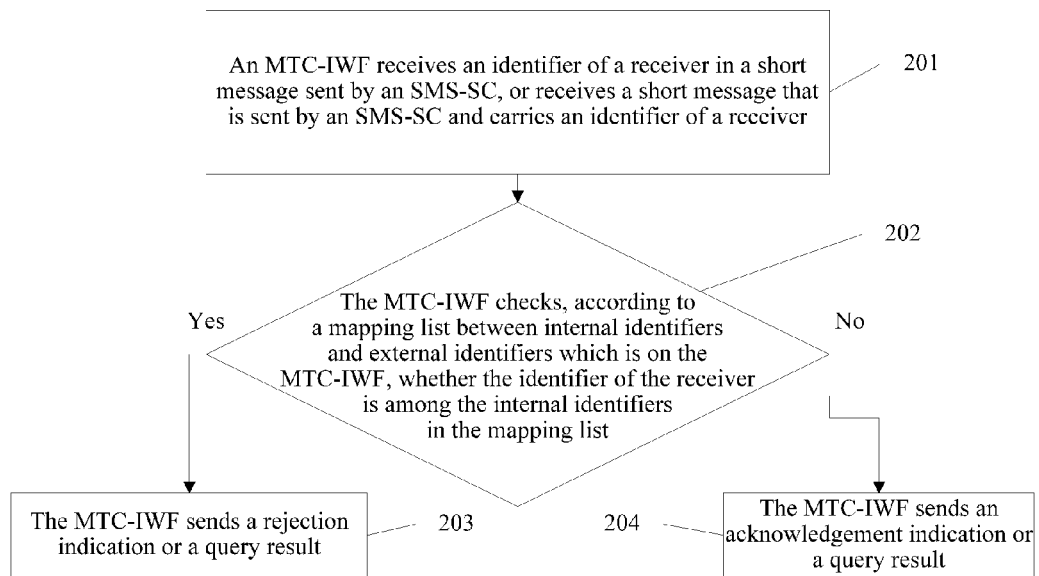 An MTC-IWF receives an identifier of a receiver in a short
message sent by an SMS-SC, or receives a short message that
is sent by an SMS-SC and carries an identifier of a receiver
201
202
The MTC-IWF checks, according to
a mapping list between internal identifiers
and external identifiers which is on the
MTC-IWF, whether the identifier of the receiver
is among the internal identifiers
in the mapping list
Yes
No
The MTC-IWF sends a rejection
indication or a query result
203
204
The MTC-IWF sends an
acknowledgement indication or
a query result